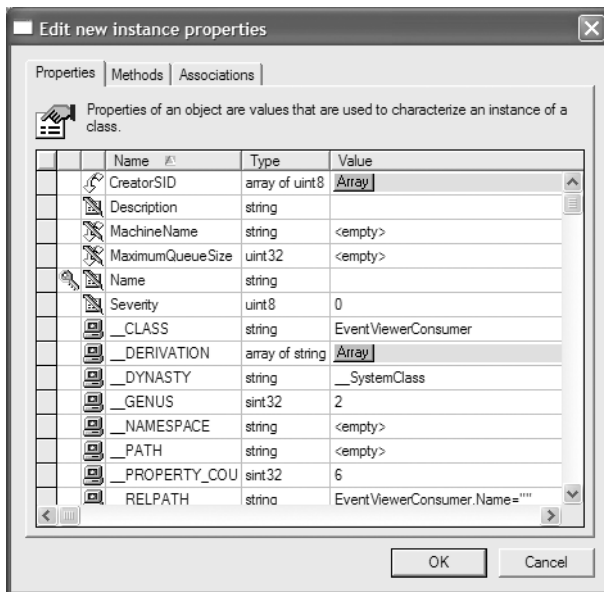 Edit new instance properties
Properties Methods Associations
Properties of an object are values that are used to characterize an instance of a
class.
Name Type Value
CreatorSID array of uint8 Array
Description string
MachineName string <empty>
MaximumQueueSize uint32 <empty>
Name string
Severity uint8 0
__CLASS string EventViewerConsumer
__DERIVATION array of string Array
__DYNASTY string __SystemClass
__GENUS sint32 2
__NAMESPACE string <empty>
__PATH string <empty>
__PROPERTY_COU sint32 6
RELPATH string EventViewerConsumer.Name=""
OK Cancel